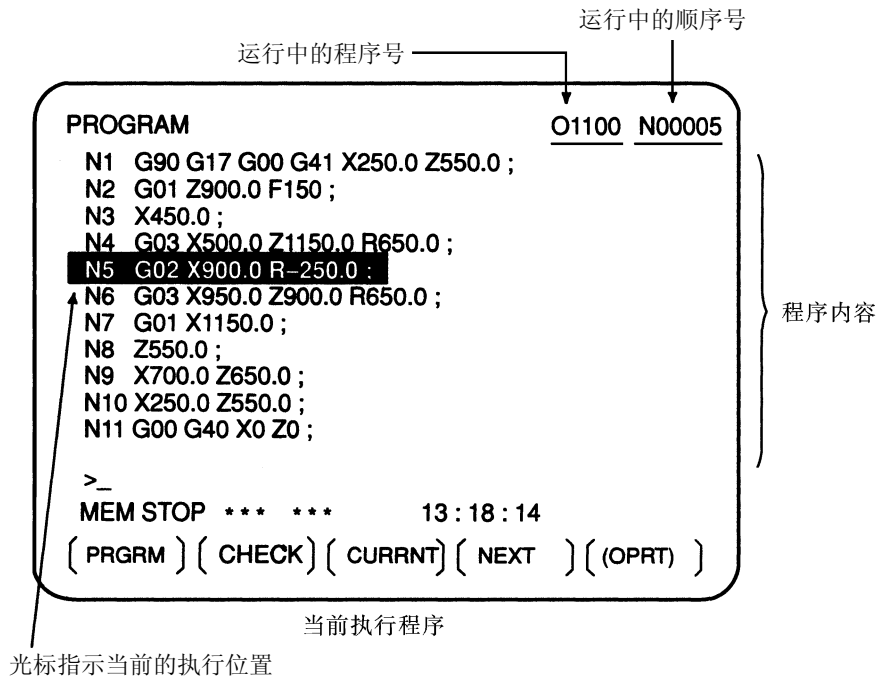 运行中的顺序号
运行中的程序号
PROGRAM O1100 N00005
N1 G90 G17 G00 G41 X250.0 Z550.0 ;
N2 G01 Z900.0 F150 ;
N3 X450.0 ;
N4 G03 X500.0 Z1150.0 R650.0 ;
N5 G02 X900.0 R–250.0 ;
N6 G03 X950.0 Z900.0 R650.0 ;
N7 G01 X1150.0 ;
N8 Z550.0 ;
N9 X700.0 Z650.0 ;
N10 X250.0 Z550.0 ;
N11 G00 G40 X0 Z0 ;
程序内容
>_
MEM STOP *** *** 13 : 18 : 14
[ PRGRM ] [ CHECK ] [ CURRNT ] [ NEXT ] [ (OPRT) ]
当前执行程序
光标指示当前的执行位置